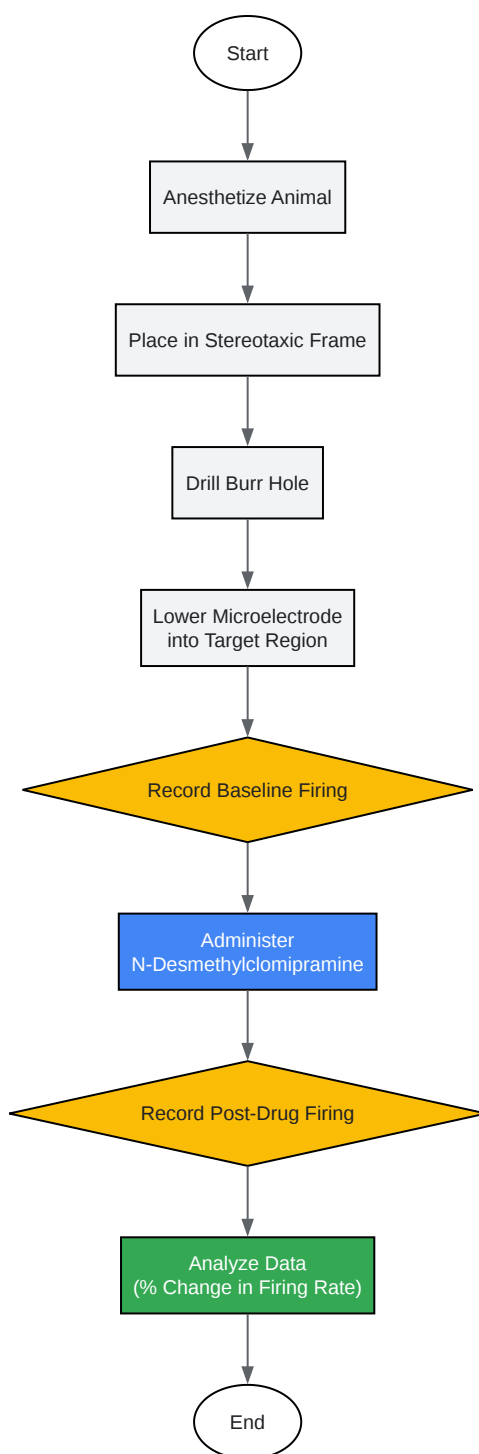 Start
Anesthetize Animal
Place in Stereotaxic Frame
Drill Burr Hole
Lower Microelectrode
into Target Region
Record Baseline Firing
Administer
N-Desmethylclomipramine
Record Post-Drug Firing
Analyze Data
(% Change in Firing Rate)
End